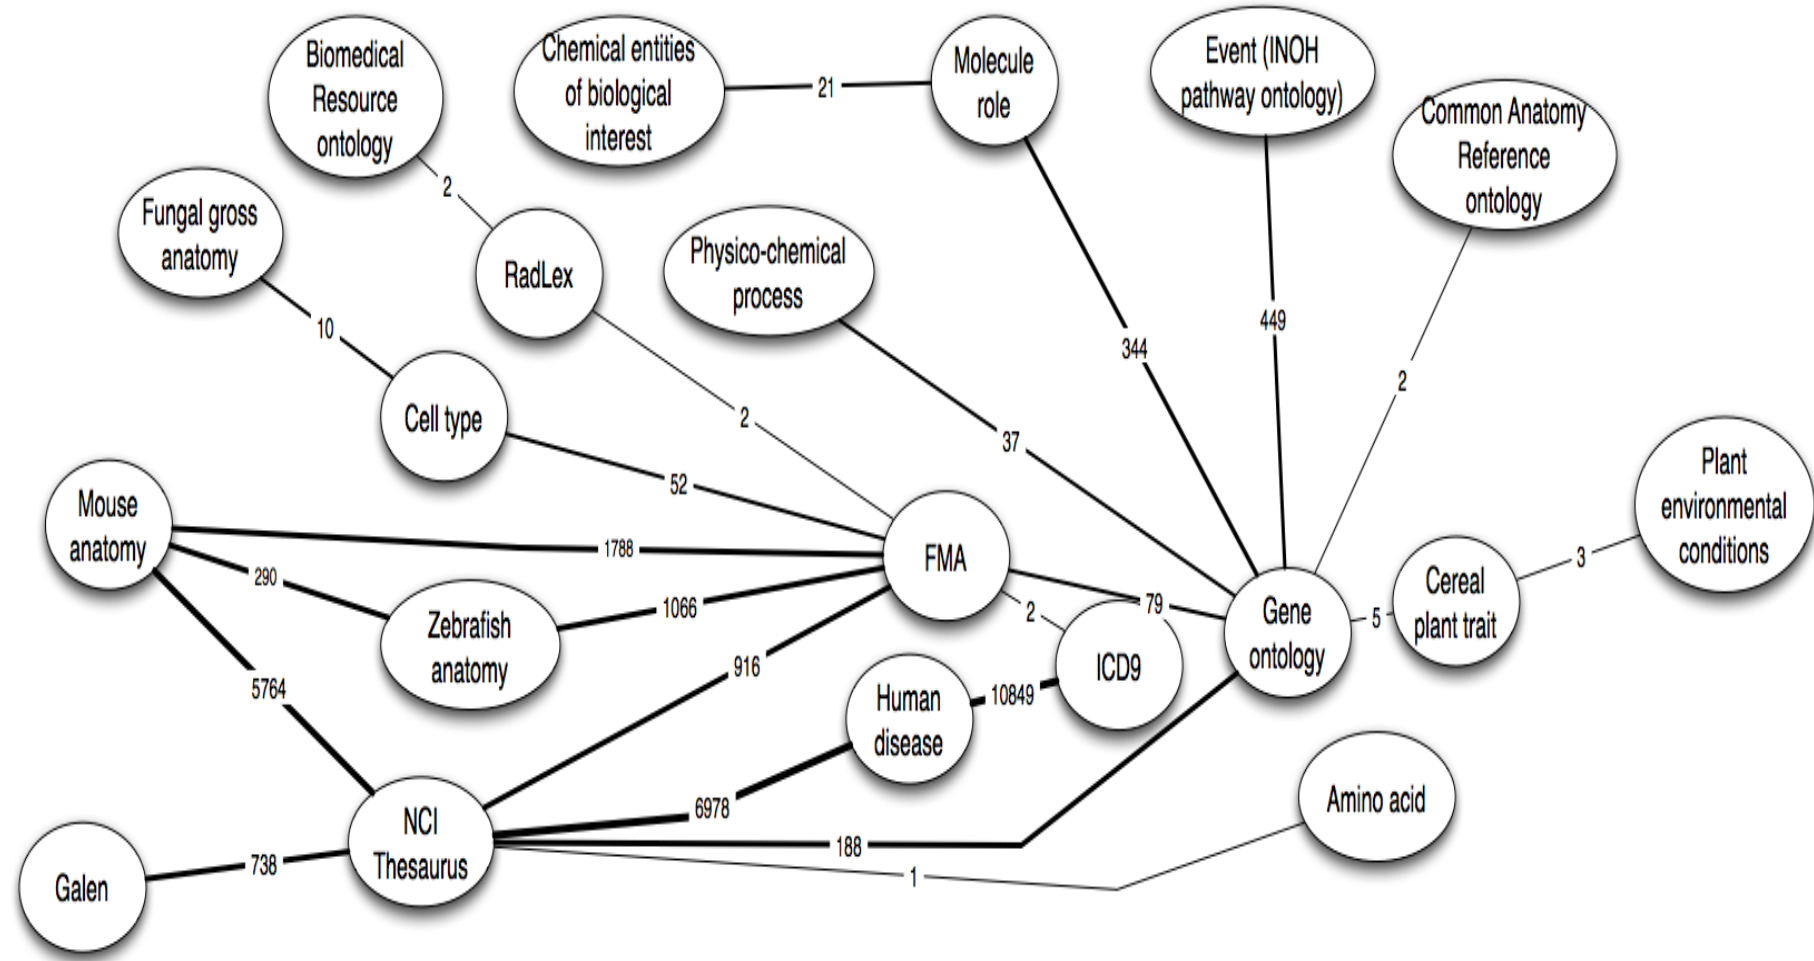 Biomedical
Resource
ontology
Chemical entities
of biological
interest
21
Molecule
role
Event (INOH
pathway ontology)
Common Anatomy
Reference
ontology
2
Fungal gross
anatomy
RadLex
Physico-chemical
process
10
449
344
2
Cell type
2
37
52
Plant
environmental
conditions
Mouse
anatomy
1788
FMA
3
290
Cereal
plant trait
Zebrafish
anatomy
1066
2
79
Gene
ontology
5
916
ICD9
5764
Human
disease
10849
6978
NCI
Thesaurus
188
Amino acid
738
1
Galen